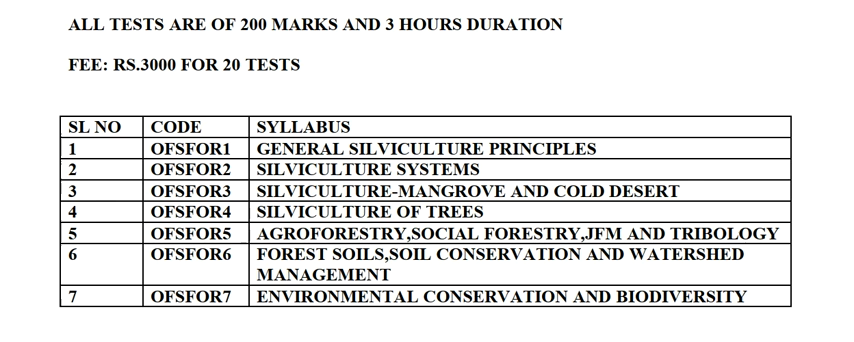 ALL TESTS ARE OF 200 MARKS AND 3 HOURS DURATION
FEE: RS.3000 FOR 20 TESTS
SL NO CODE SYLLABUS
1 OFSFOR1 GENERAL SILVICULTURE PRINCIPLES
2 OFSFOR2 SILVICULTURE SYSTEMS
3 OFSFOR3 SILVICULTURE-MANGROVE AND COLD DESERT
4 OFSFOR4 SILVICULTURE OF TREES
5 OFSFOR5 AGROFORESTRY,SOCIAL FORESTRY,JFM AND TRIBOLOGY
6 OFSFOR6 FOREST SOILS,SOIL CONSERVATION AND WATERSHED
MANAGEMENT
7 OFSFOR7 ENVIRONMENTAL CONSERVATION AND BIODIVERSITY